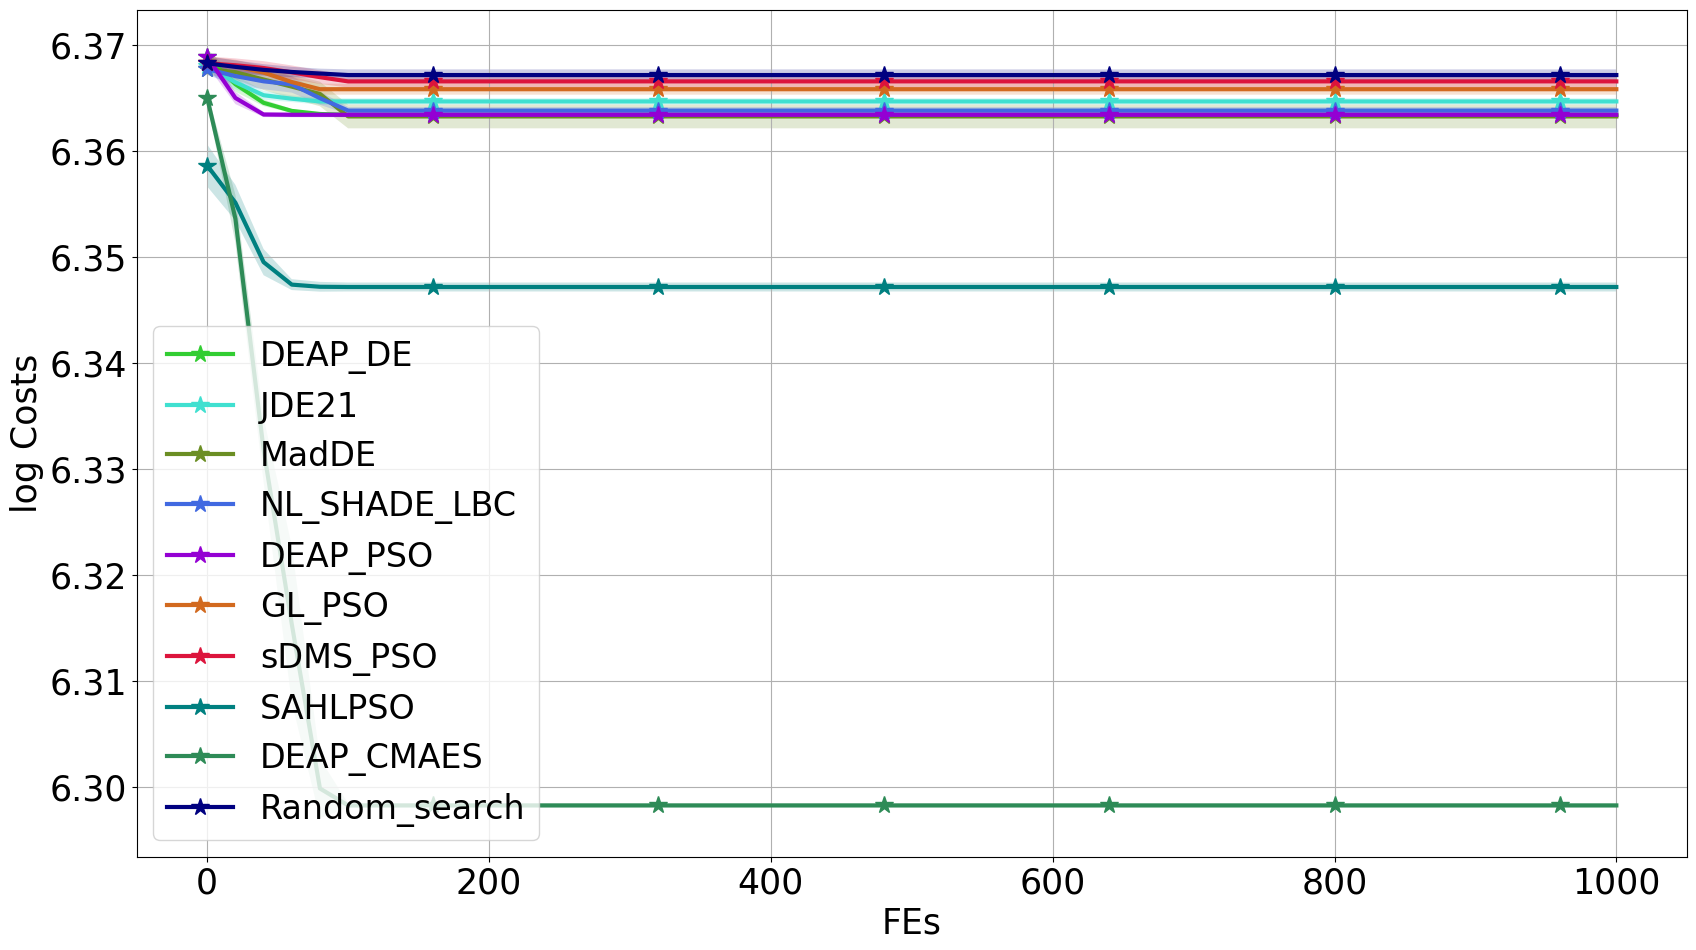 6.37
6.36
6.35
6.34
6.33
6.32
6.31
6.30
log Costs
DEAP_DE
JDE21
MadDE
NL_SHADE_LBC
DEAP_PSO
GL_PSO
sDMS_PSO
SAHLPSO
DEAP_CMAES
Random_search
0 200 400 600 800 1000
FEs